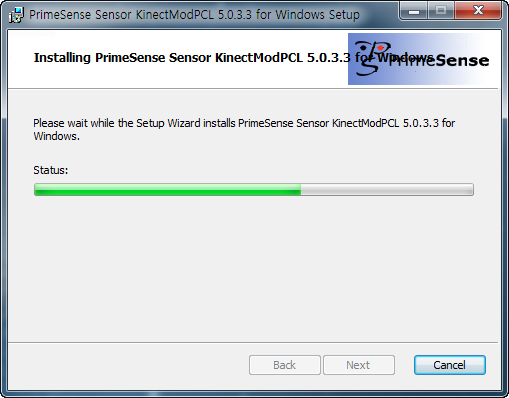 PrimeSense Sensor KinectModPCL 5.0.3.3 for Windows Setup
Installing PrimeSense Sensor KinectModPCL 5.0.3.3 for Windows
PrimeSense
Please wait while the Setup Wizard installs PrimeSense Sensor KinectModPCL 5.0.3.3 for
Windows.
Status:
Back Next Cancel